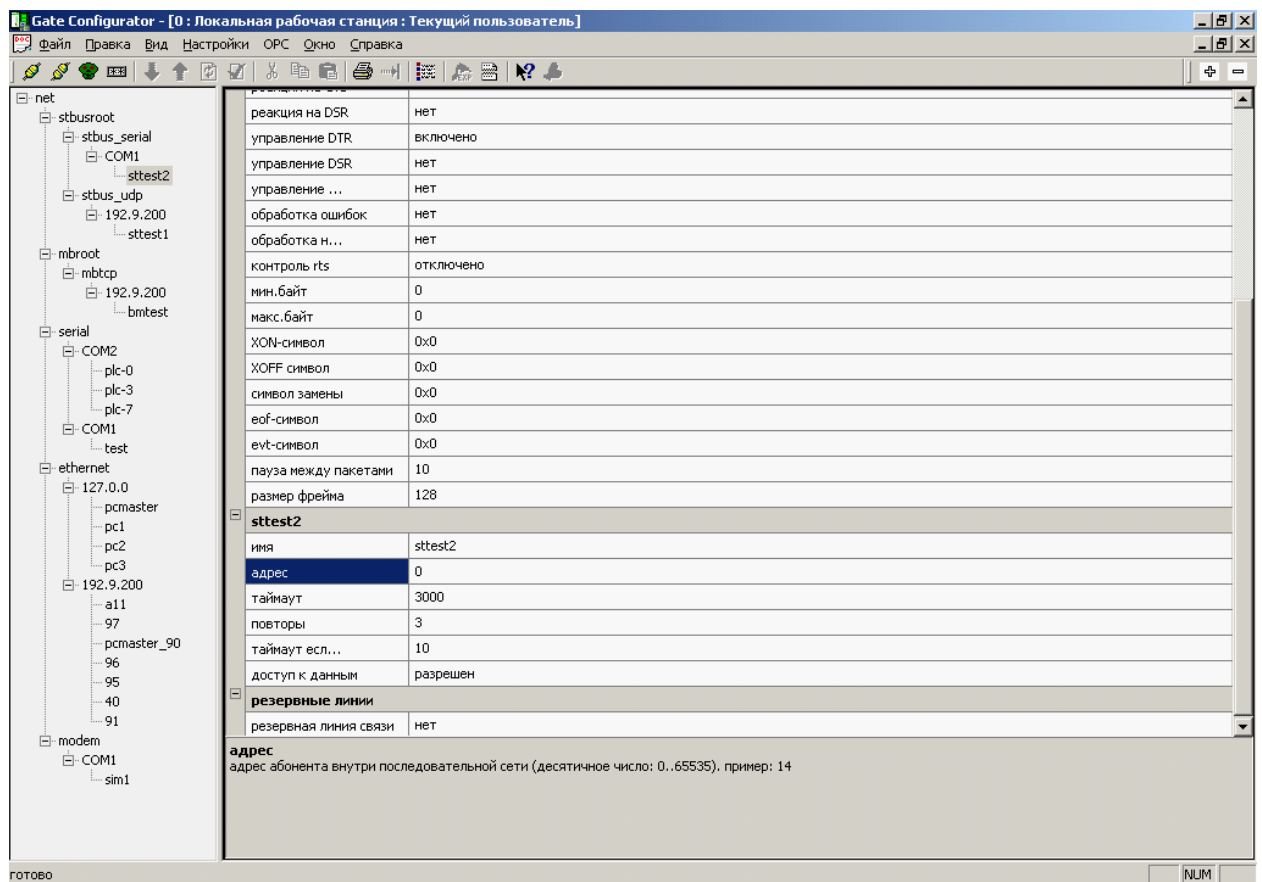 Gate Configurator - [0 : Локальная рабочая станция : Текущий пользователь]
Файл Правка Вид Настройки OPC Окно Справка
net
stbusroot
stbus_serial
COM1
sttest2
stbus_udp
192.9.200
sttest1
mbroot
mbtcp
192.9.200
bmtest
serial
COM2
plc-0
plc-3
plc-7
COM1
test
ethernet
127.0.0
pcmaster
pc1
pc2
pc3
192.9.200
a11
97
pcmaster_90
96
95
40
91
modem
COM1
sim1
реакция на DSR нет
управление DTR включено
управление DSR нет
управление ... нет
обработка ошибок нет
обработка н... нет
контроль rts отключено
мин.байт 0
макс.байт 0
XON-символ 0x0
XOFF символ 0x0
символ замены 0x0
eof-символ 0x0
evt-символ 0x0
пауза между пакетами 10
размер фрейма 128
sttest2
имя sttest2
адрес 0
таймаут 3000
повторы 3
таймаут есл... 10
доступ к данным разрешен
резервные линии
резервная линия связи нет
адрес
адрес абонента внутри последовательной сети (десятичное число: 0..65535). пример: 14
готово NUM